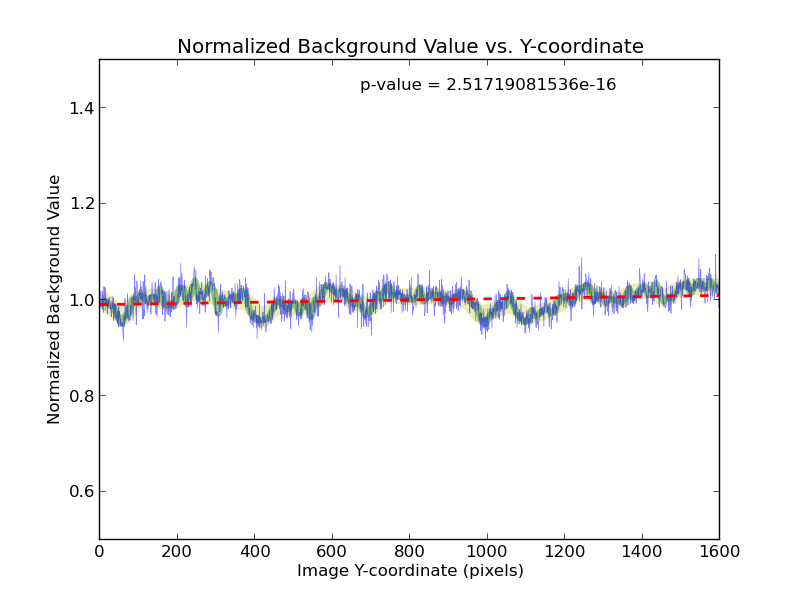 Normalized Background Value vs. Y-coordinate
p-value = 2.51719081536e-16
1.4
1.2
1.0
0.8
0.6
Normalized Background Value
0 200 400 600 800 1000 1200 1400 1600
Image Y-coordinate (pixels)